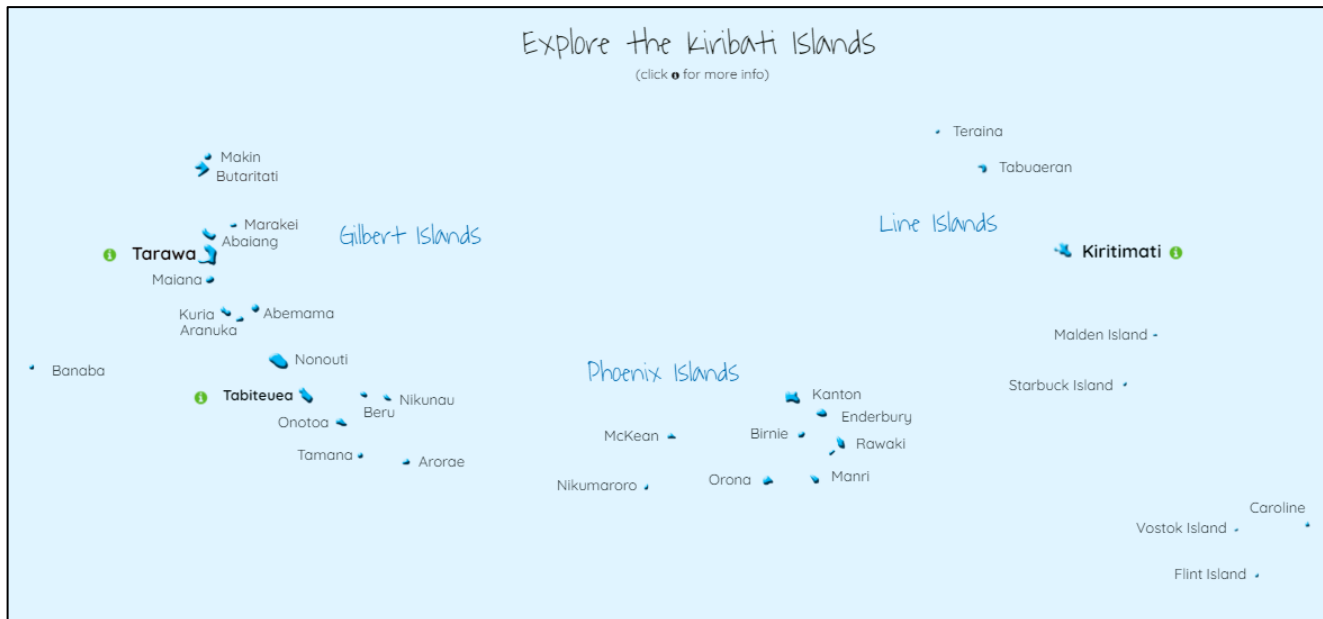 Explore the Kiribati Islands
(click i for more info)
Teraina
Makin
Tabuaeran
Butaritati
Marakei
Line Islands
Gilbert Islands
Abaiang
Tarawa
Kiritimati
Maiana
Kuria
Abemama
Aranuka
Malden Island
Nonouti
Banaba
Phoenix Islands
Starbuck Island
Tabiteuea
Nikunau
Kanton
Beru
Enderbury
Onotoa
McKean
Birnie
Rawaki
Tamana
Arorae
Nikumaroro
Orona
Manri
Caroline
Vostok Island
Flint Island